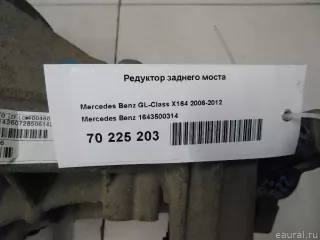 Редуктор заднего моста
Mercedes Benz GL-Class X164 2006-2012
Mercedes Benz 1643500314
70 225 203
eaural.ru